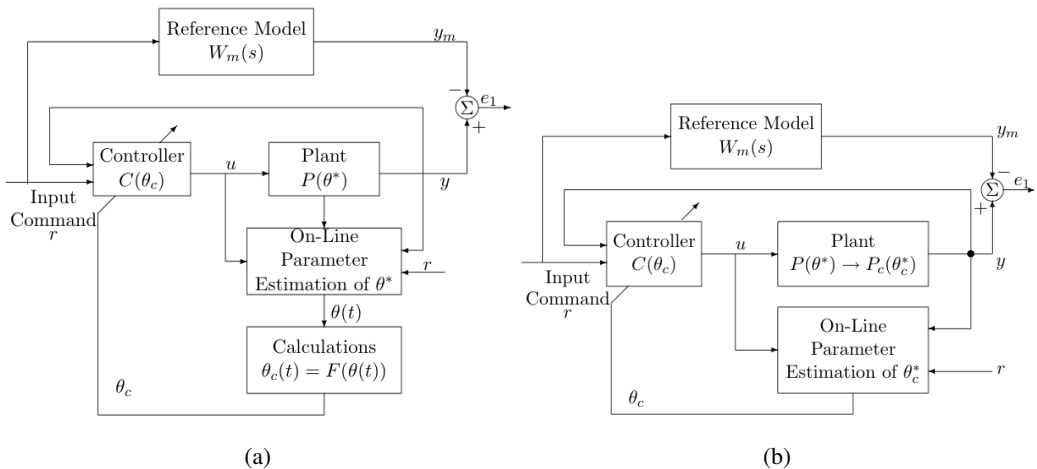 Reference Model
W_m(s)
y_m
−
Σ
e_1
+
Controller
C(θ_c)
u
Plant
P(θ*)
y
Input
Command
r
On-Line
Parameter
Estimation of θ*
r
θ(t)
Calculations
θ_c(t) = F(θ(t))
θ_c
(a)
Reference Model
W_m(s)
y_m
−
Σ
e_1
+
Controller
C(θ_c)
u
Plant
P(θ*) → P_c(θ_c*)
y
Input
Command
r
On-Line
Parameter
Estimation of θ_c*
r
θ_c
(b)